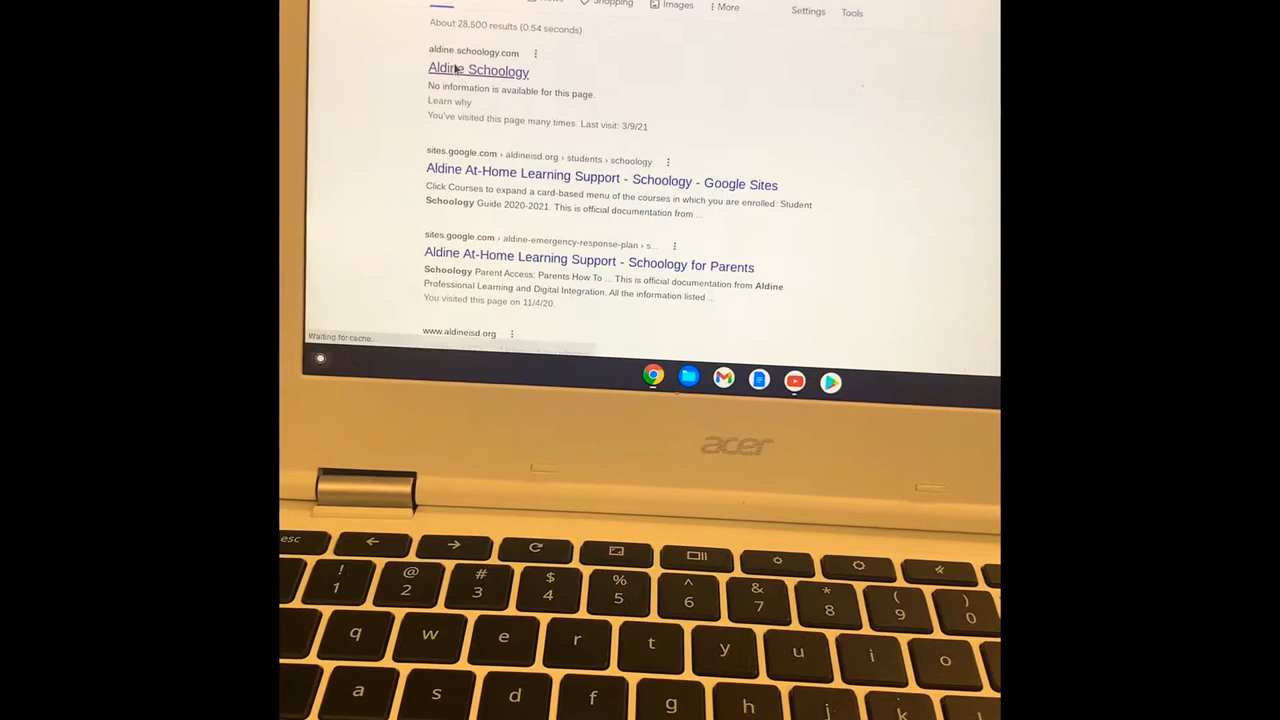 Shopping
Images
More
Settings
Tools
About 28,500 results (0.54 seconds)
aldine.schoology.com
Aldine Schoology
No information is available for this page.
Learn why
You've visited this page many times. Last visit: 3/9/21
sites.google.com › aldineisd.org › students › schoology
Aldine At-Home Learning Support - Schoology - Google Sites
Click Courses to expand a card-based menu of the courses in which you are enrolled: Student
Schoology Guide 2020-2021. This is official documentation from ...
sites.google.com › aldine-emergency-response-plan › s...
Aldine At-Home Learning Support - Schoology for Parents
Schoology Parent Access: Parents How To ... This is official documentation from Aldine
Professional Learning and Digital Integration. All the information listed ...
You visited this page on 11/4/20.
www.aldineisd.org
Waiting for cache...
acer
esc
! @ # $ % ^ & * ( )
1 2 3 4 5 6 7 8 9 0
q w e r t y u i o
a s d f g h j k